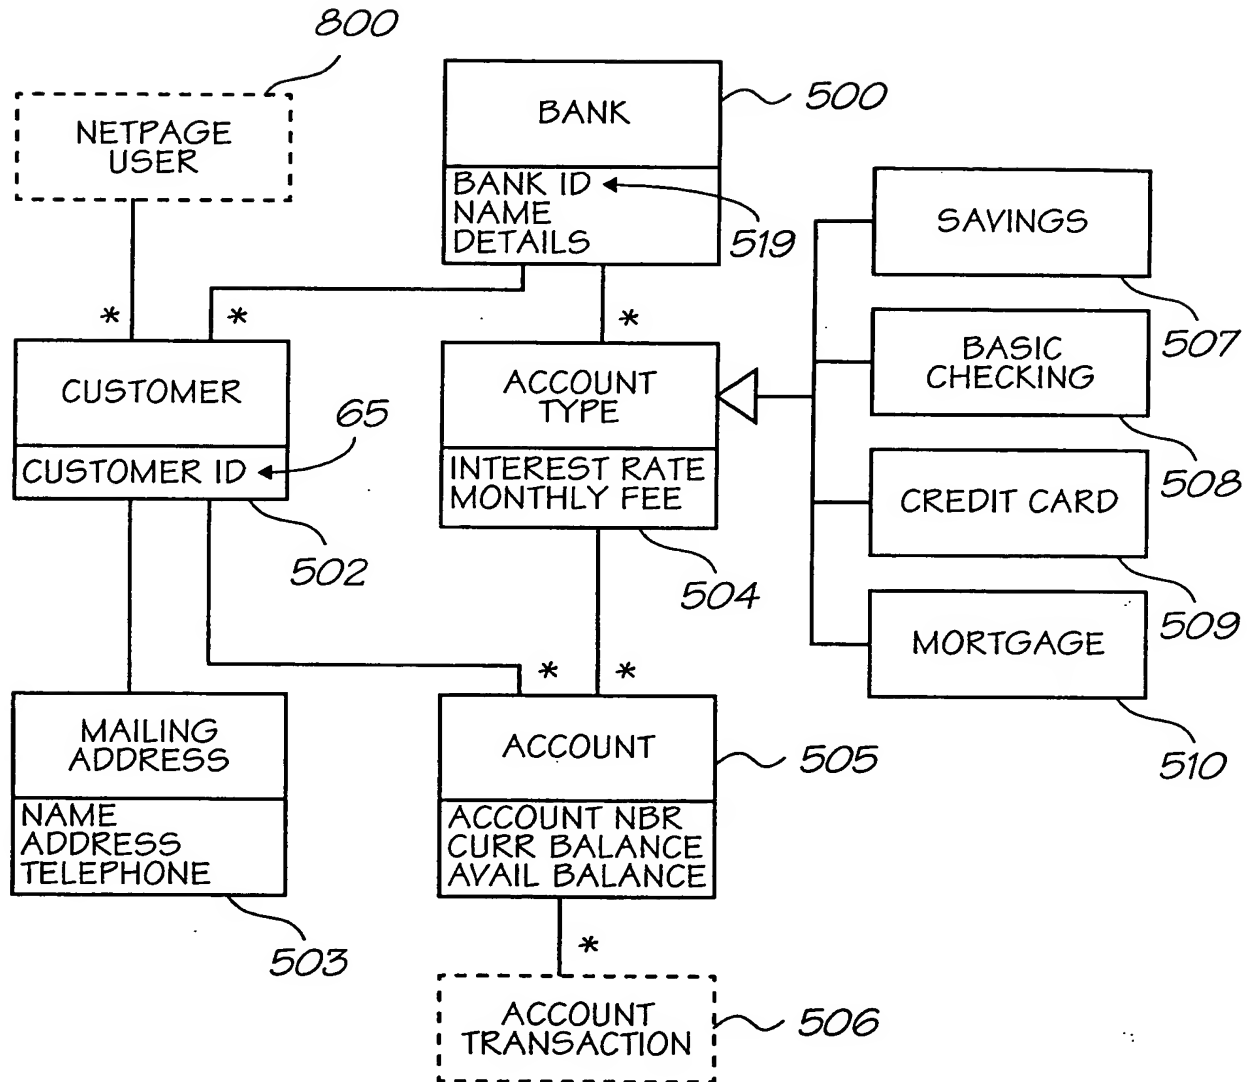 800
NETPAGE
USER
BANK
500
BANK ID
NAME
DETAILS
519
SAVINGS
507
*
*
*
CUSTOMER
65
CUSTOMER ID
502
ACCOUNT
TYPE
INTEREST RATE
MONTHLY FEE
504
BASIC
CHECKING
508
CREDIT CARD
509
MORTGAGE
510
*
*
MAILING
ADDRESS
NAME
ADDRESS
TELEPHONE
503
ACCOUNT
505
ACCOUNT NBR
CURR BALANCE
AVAIL BALANCE
*
ACCOUNT
TRANSACTION
506